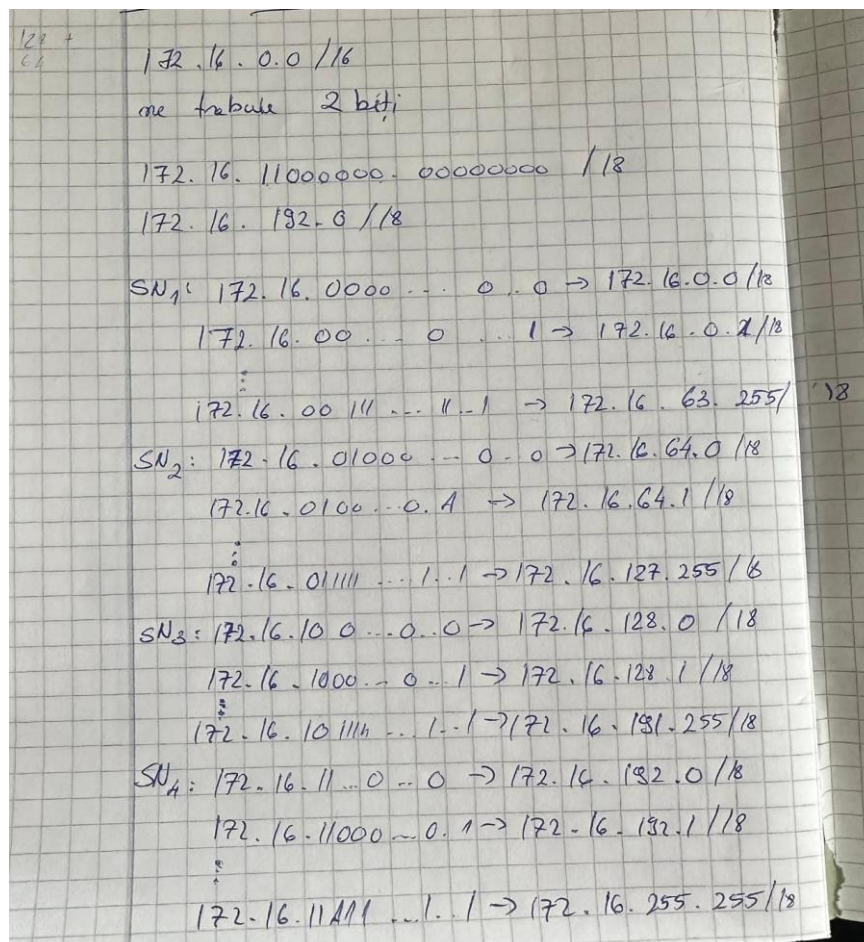 128 +
64
172.16.0.0/16
ne trebuie 2 biți
172.16.11000000.00000000 /18
172.16.192.0/18
SN1: 172.16.0000...0..0 → 172.16.0.0/18
172.16.00...0...1 → 172.16.0.1/18
⋮
172.16.00111...11..1 → 172.16.63.255/18
SN2: 172.16.01000...0.0 → 172.16.64.0/18
172.16.0100...0.1 → 172.16.64.1/18
⋮
172.16.011111...1.1 → 172.16.127.255/18
SN3: 172.16.100...0..0 → 172.16.128.0/18
172.16.1000...0...1 → 172.16.128.1/18
⋮
172.16.101111...1..1 → 172.16.191.255/18
SN4: 172.16.11...0..0 → 172.16.192.0/18
172.16.11000...0.1 → 172.16.192.1/18
⋮
172.16.11111...1..1 → 172.16.255.255/18